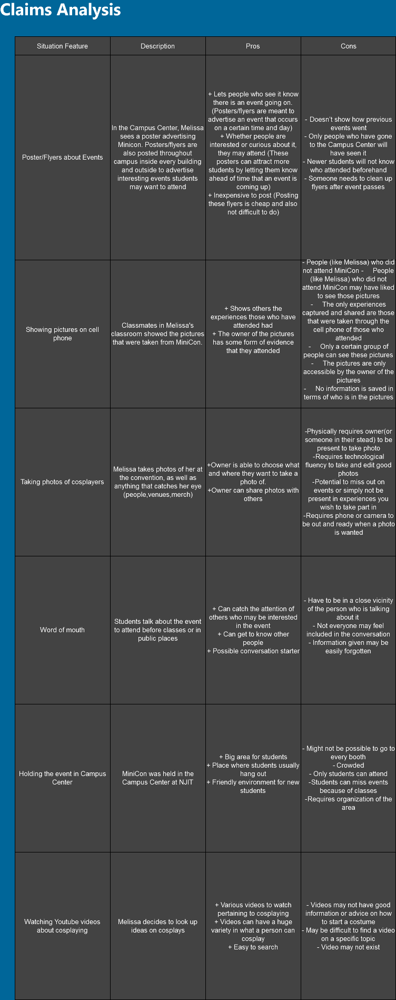 Claims Analysis
Situation Feature
Description
Pros
Cons
Poster/Flyers about Events
In the Campus Center, Melissa
sees a poster advertising
Minicon. Posters/flyers are
also posted throughout
campus inside every building
and outside to advertise
interesting events students
may want to attend
+ Lets people who see it know
there is an event going on.
(Posters/flyers are meant to
advertise an event that occurs
on a certain time and day)
+ Whether people are
interested or curious about it,
they may attend (These
posters can attract more
students by letting them know
ahead of time that an event is
coming up)
+ Inexpensive to post (Posting
these flyers is cheap and also
not difficult to do)
- Doesn't show how previous
events went
- Only people who have gone
to the Campus Center will
have seen it
- Newer students will not know
who attended beforehand
- Someone needs to clean up
flyers after event passes
Showing pictures on cell
phone
Classmates in Melissa's
classroom showed the pictures
that were taken from MiniCon.
+ Shows others the
experiences those who have
attended had
+ The owner of the pictures
has some form of evidence
that they attended
- People (like Melissa) who did
not attend MiniCon - People
(like Melissa) who did not
attend MiniCon may have liked
to see those pictures
- The only experiences
captured and shared are those
that were taken through the
cell phone of those who
attended
- Only a certain group of
people can see these pictures
- The pictures are only
accessible by the owner of the
pictures
- No information is saved in
terms of who is in the pictures
Taking photos of cosplayers
Melissa takes photos of her at
the convention, as well as
anything that catches her eye
(people,venues,merch)
+Owner is able to choose what
and where they want to take a
photo of.
+Owner can share photos with
others
-Physically requires owner(or
someone in their stead) to be
present to take photo
-Requires technological
fluency to take and edit good
photos
-Potential to miss out on
events or simply not be
present in experiences you
wish to take part in
-Requires phone or camera to
be out and ready when a photo
is wanted
Word of mouth
Students talk about the event
to attend before classes or in
public places
+ Can catch the attention of
others who may be interested
in the event
+ Can get to know other
people
+ Possible conversation starter
- Have to be in a close vicinity
of the person who is talking
about it
- Not everyone may feel
included in the conversation
- Information given may be
easily forgotten
Holding the event in Campus
Center
MiniCon was held in the
Campus Center at NJIT
+ Big area for students
+ Place where students usually
hang out
+ Friendly environment for new
students
- Might not be possible to go to
every booth
- Crowded
- Only students can attend
-Students can miss events
because of classes
-Requires organization of the
area
Watching Youtube videos
about cosplaying
Melissa decides to look up
ideas on cosplays
+ Various videos to watch
pertaining to cosplaying
+ Videos can have a huge
variety in what a person can
cosplay
+ Easy to search
- Videos may not have good
information or advice on how
to start a costume
- May be difficult to find a video
on a specific topic
- Video may not exist